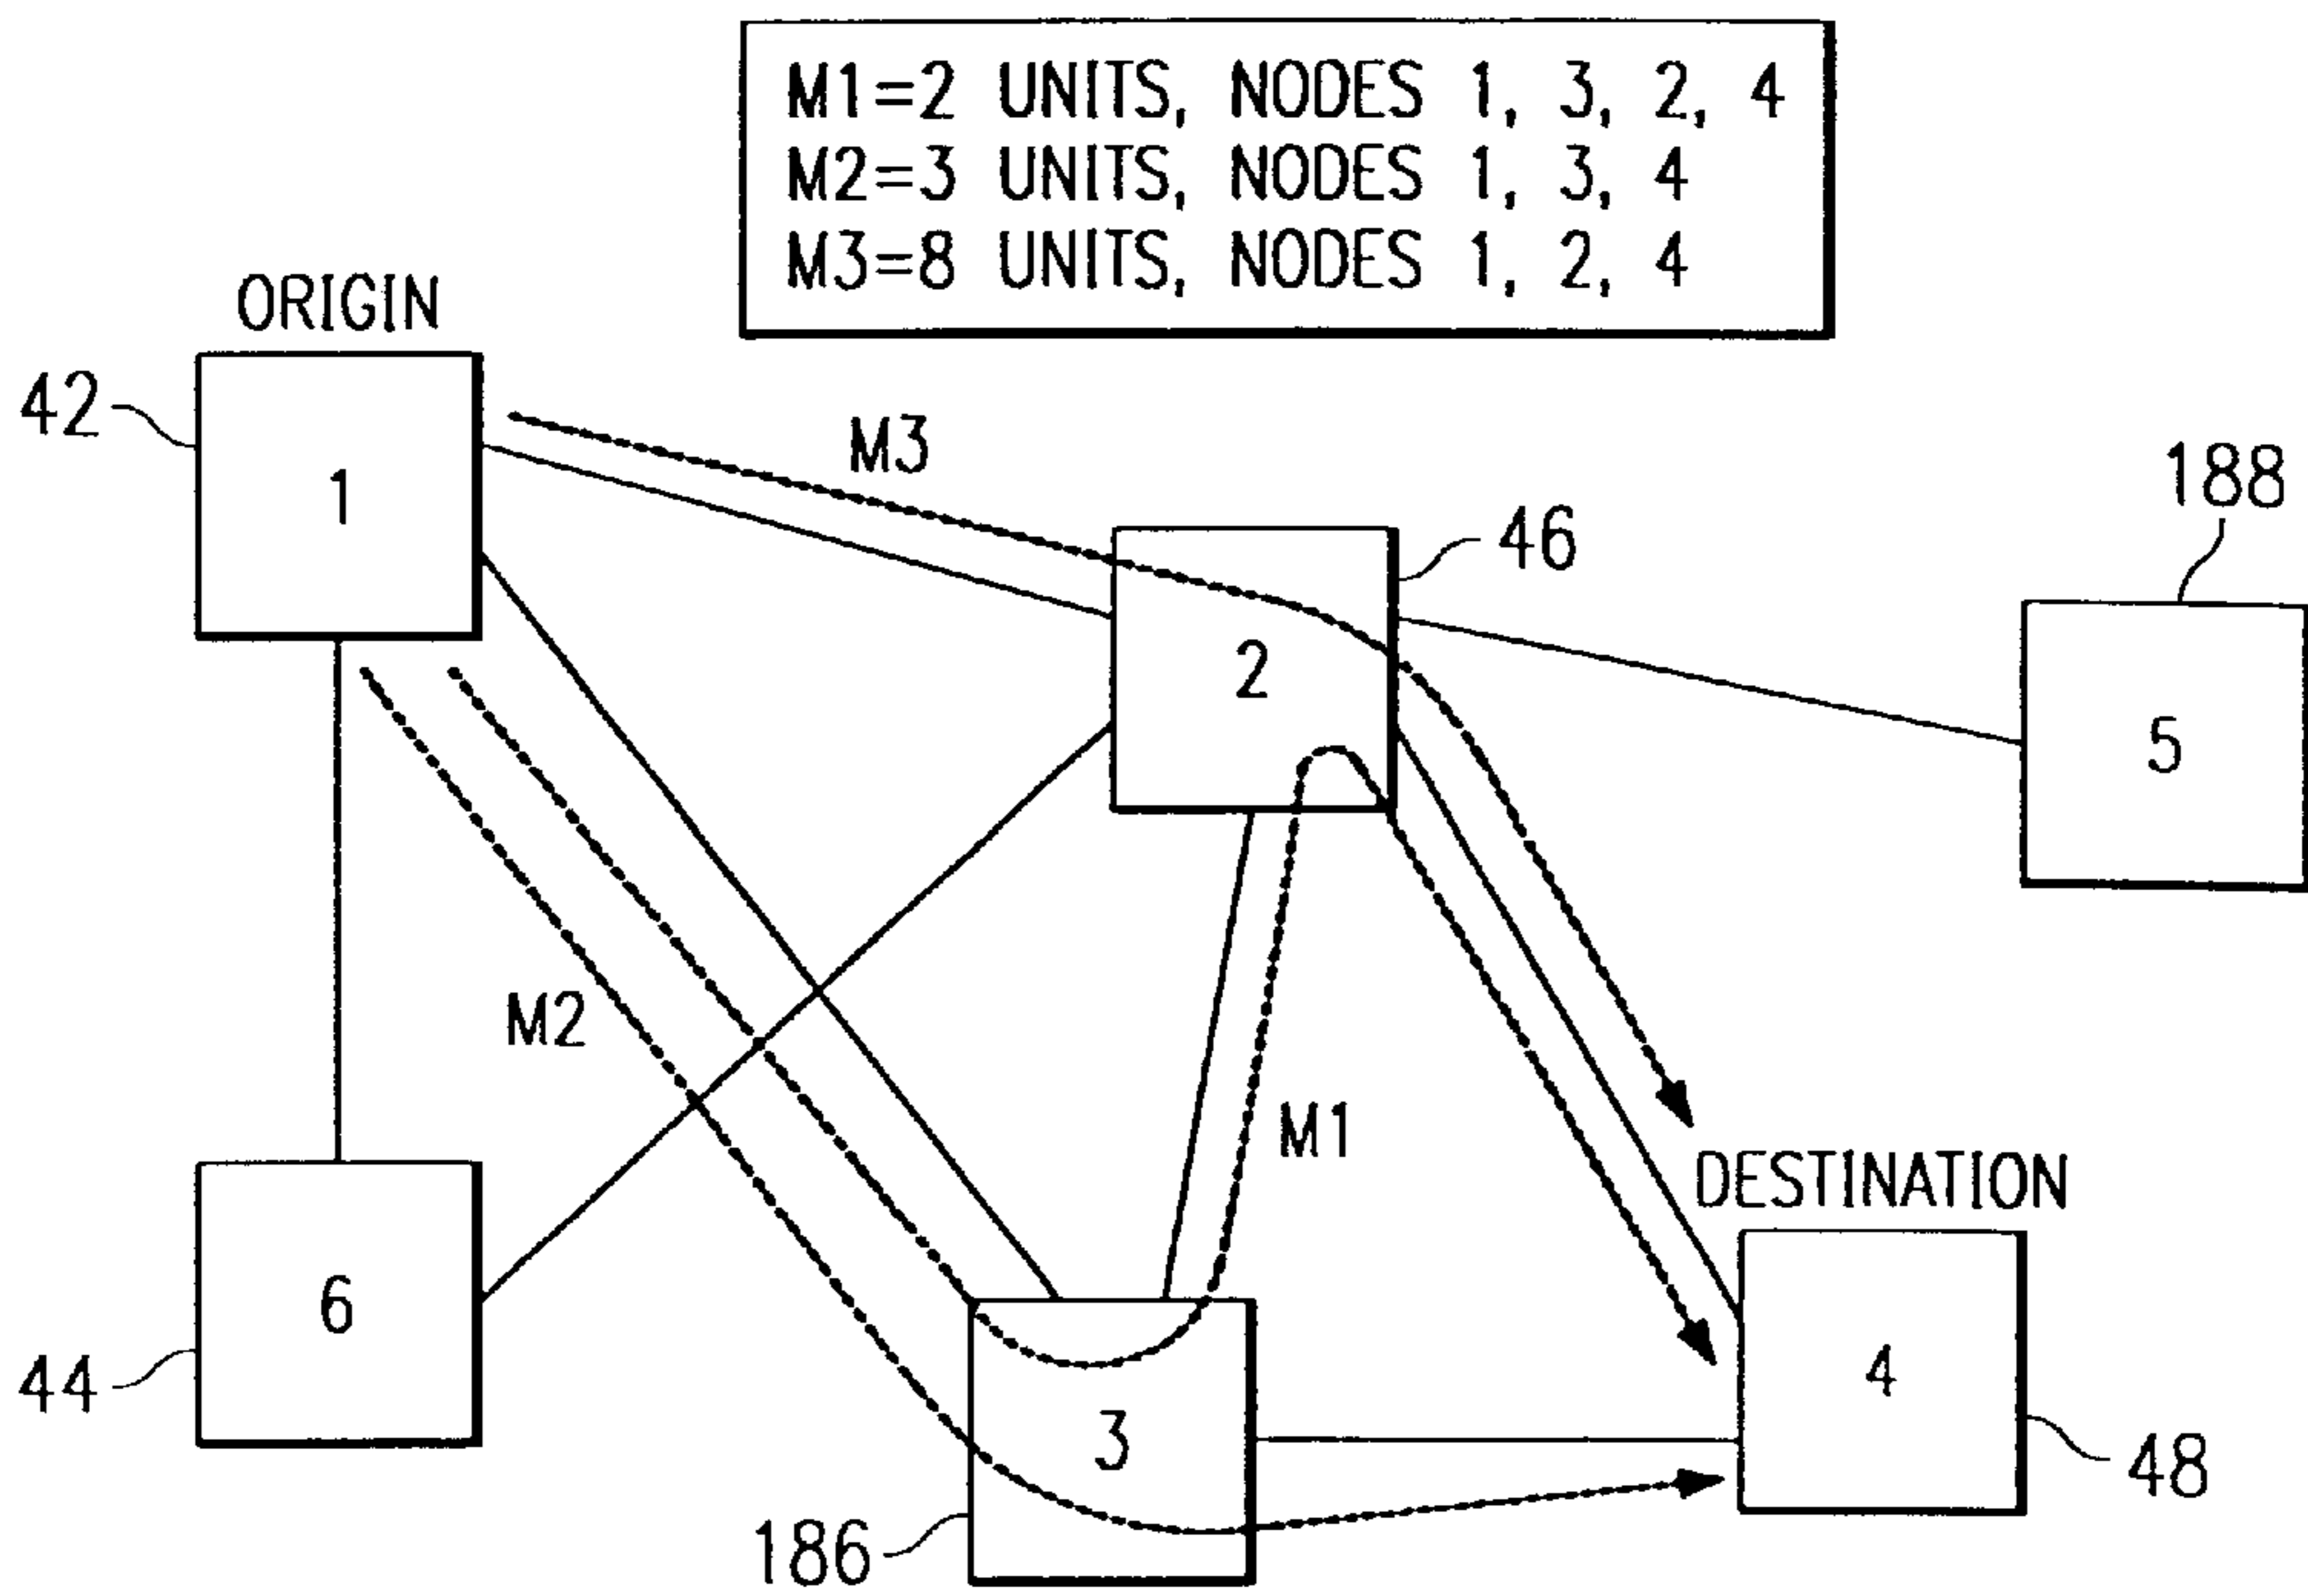 M1=2 UNITS, NODES 1, 3, 2, 4
M2=3 UNITS, NODES 1, 3, 4
M3=8 UNITS, NODES 1, 2, 4
ORIGIN
42
1
M3
188
46
2
5
M2
M1
DESTINATION
6
4
44
3
48
186